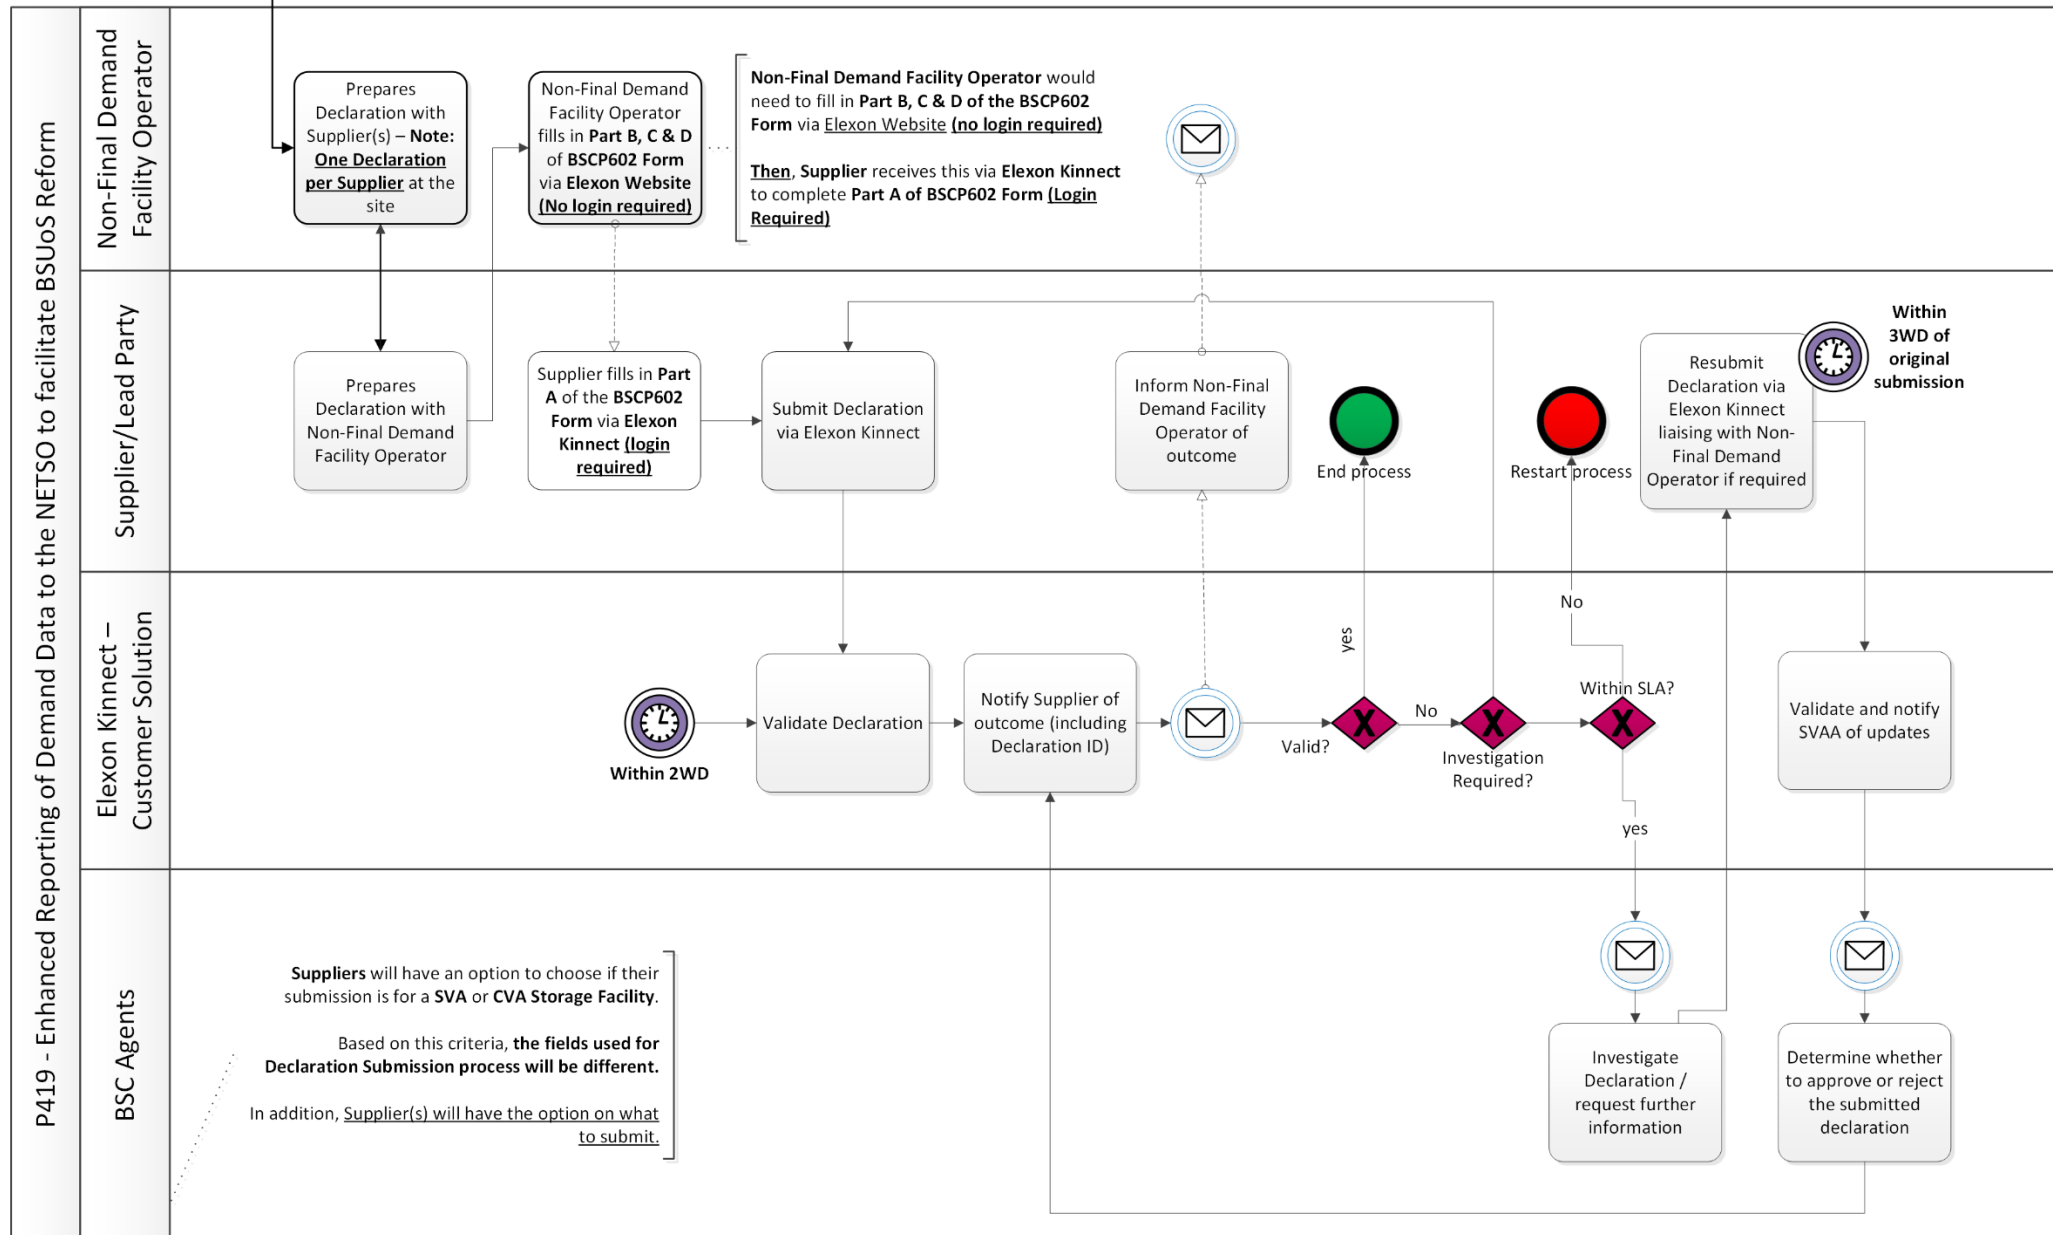 P419 - Enhanced Reporting of Demand Data to the NETSO to facilitate BSUoS Reform
Non-Final Demand
Facility Operator
Prepares
Declaration with
Supplier(s) – Note:
One Declaration
per Supplier at the
site
Non-Final Demand
Facility Operator
fills in Part B, C & D
of BSCP602 Form
via Elexon Website
(No login required)
Non-Final Demand Facility Operator would
need to fill in Part B, C & D of the BSCP602
Form via Elexon Website (no login required)
Then, Supplier receives this via Elexon Kinnect
to complete Part A of BSCP602 Form (Login
Required)
Supplier/Lead Party
Prepares
Declaration with
Non-Final Demand
Facility Operator
Supplier fills in Part
A of the BSCP602
Form via Elexon
Kinnect (login
required)
Submit Declaration
via Elexon Kinnect
Inform Non-Final
Demand Facility
Operator of
outcome
End process
Restart process
Resubmit
Declaration via
Elexon Kinnect
liaising with Non-
Final Demand
Operator if required
Within
3WD of
original
submission
Elexon Kinnect –
Customer Solution
Within 2WD
Validate Declaration
Notify Supplier of
outcome (including
Declaration ID)
Valid?
yes
No
Investigation
Required?
Within SLA?
No
yes
Validate and notify
SVAA of updates
BSC Agents
Suppliers will have an option to choose if their
submission is for a SVA or CVA Storage Facility.
Based on this criteria, the fields used for
Declaration Submission process will be different.
In addition, Supplier(s) will have the option on what
to submit.
Investigate
Declaration /
request further
information
Determine whether
to approve or reject
the submitted
declaration